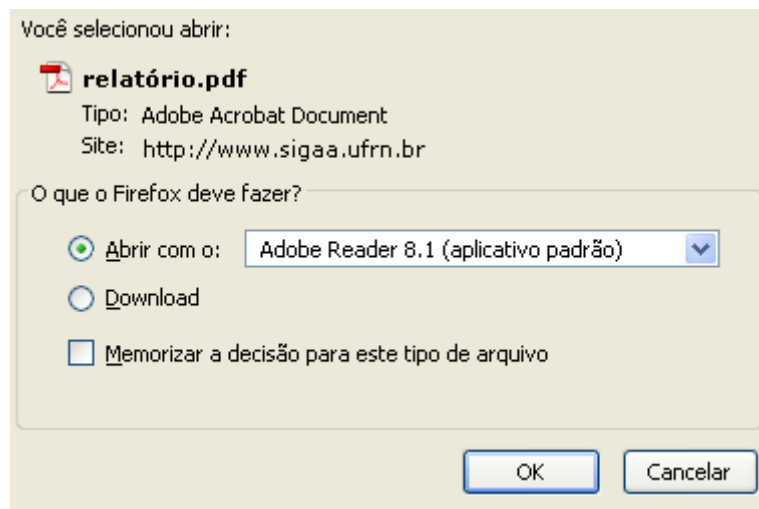 Você selecionou abrir:
relatório.pdf
Tipo: Adobe Acrobat Document
Site: http://www.sigaa.ufrn.br
O que o Firefox deve fazer?
Abrir com o: Adobe Reader 8.1 (aplicativo padrão)
Download
Memorizar a decisão para este tipo de arquivo
OK Cancelar